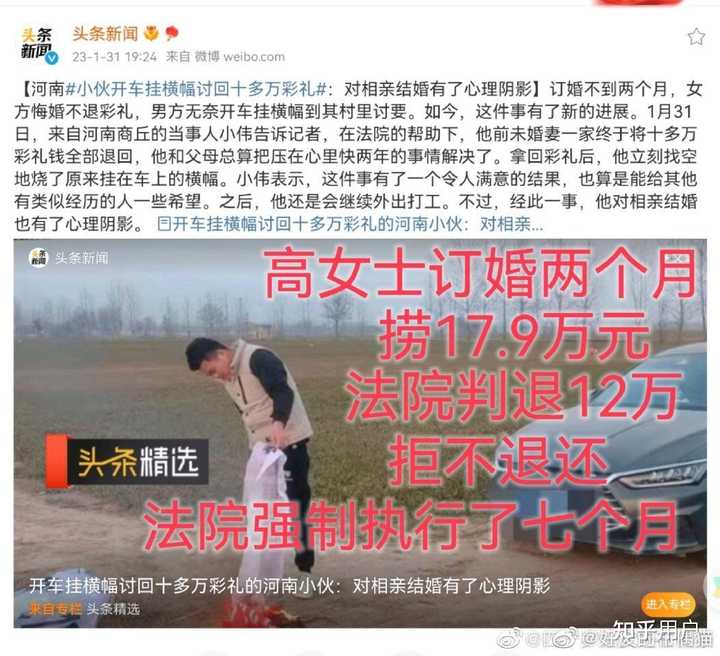 头条
新闻
头条新闻
23-1-31 19:24 来自 微博 weibo.com
【河南#小伙开车挂横幅讨回十多万彩礼#：对相亲结婚有了心理阴影】订婚不到两个月，女
方悔婚不退彩礼，男方无奈开车挂横幅到其村里讨要。如今，这件事有了新的进展。1月31
日，来自河南商丘的当事人小伟告诉记者，在法院的帮助下，他前未婚妻一家终于将十多万
彩礼钱全部退回，他和父母总算把压在心里快两年的事情解决了。拿回彩礼后，他立刻找空
地烧了原来挂在车上的横幅。小伟表示，这件事有了一个令人满意的结果，也算是能给其他
有类似经历的人一些希望。之后，他还是会继续外出打工。不过，经此一事，他对相亲结婚
也有了心理阴影。 开车挂横幅讨回十多万彩礼的河南小伙：对相亲...
头条
新闻
头条新闻
高女士订婚两个月
捞17.9万元
法院判退12万
拒不退还
法院强制执行了七个月
头条精选
开车挂横幅讨回十多万彩礼的河南小伙：对相亲结婚有了心理阴影
来自专栏 头条精选
进入专栏
知乎用户